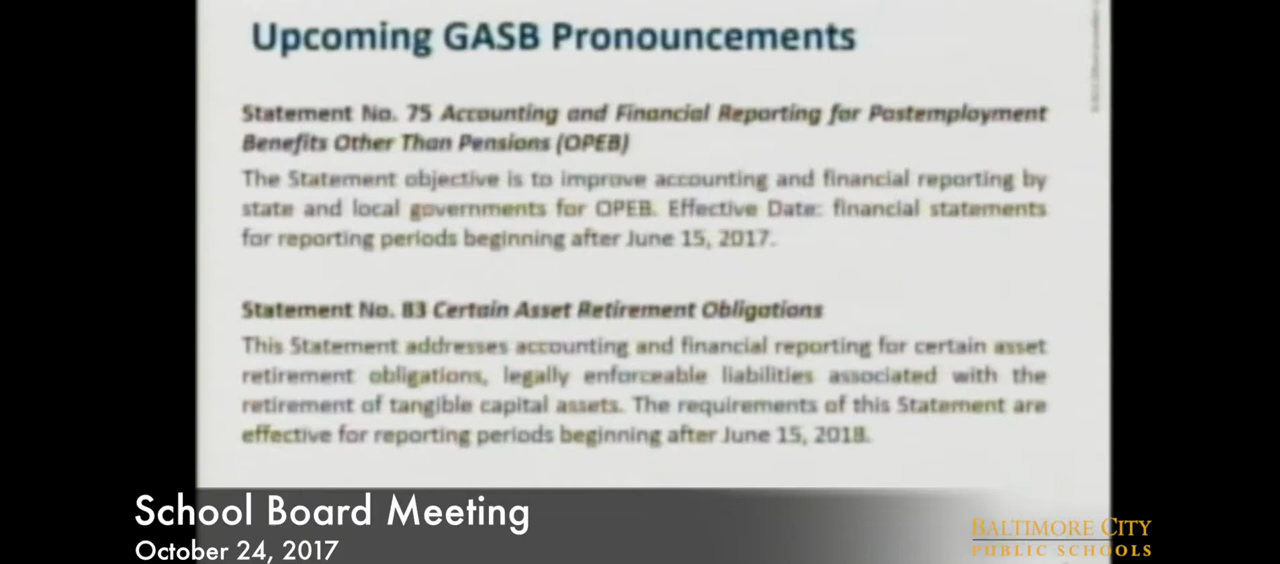 Upcoming GASB Pronouncements
Statement No. 75 Accounting and Financial Reporting for Postemployment
Benefits Other Than Pensions (OPEB)
The Statement objective is to improve accounting and financial reporting by
state and local governments for OPEB. Effective Date: financial statements
for reporting periods beginning after June 15, 2017.
Statement No. 83 Certain Asset Retirement Obligations
This Statement addresses accounting and financial reporting for certain asset
retirement obligations, legally enforceable liabilities associated with the
retirement of tangible capital assets. The requirements of this Statement are
effective for reporting periods beginning after June 15, 2018.
School Board Meeting
October 24, 2017
BALTIMORE CITY
PUBLIC SCHOOLS